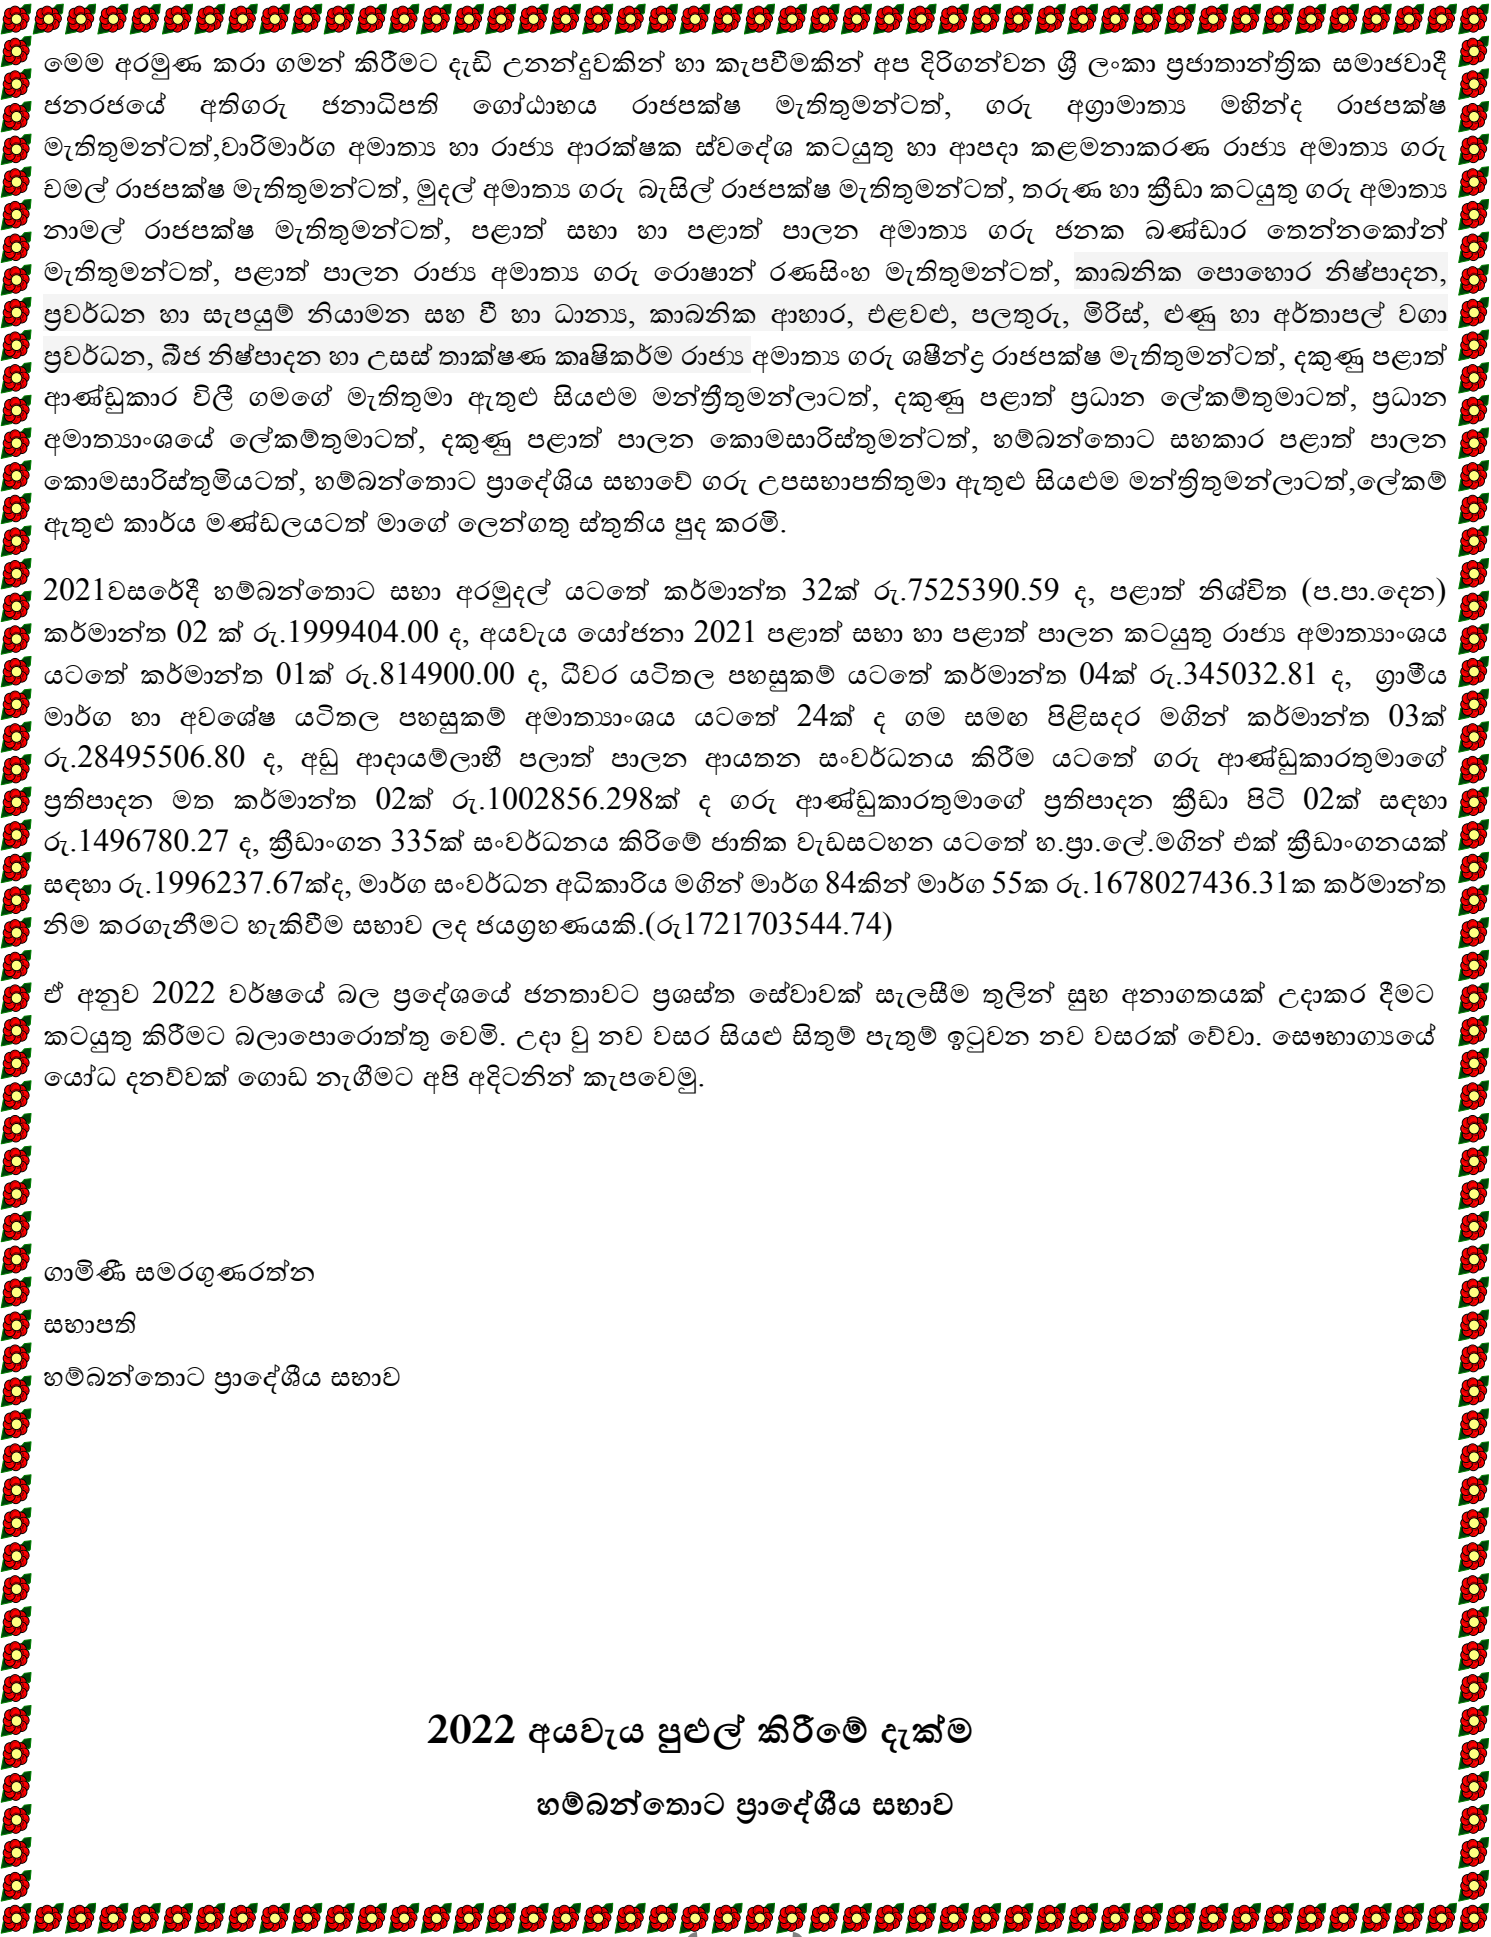 මෙම අරමුණ කරා ගමන් කිරීමට දැඩි උනන්දුවකින් හා කැපවීමකින් අප දිරිගන්වන ශ්‍රී ලංකා ප්‍රජාතාන්ත්‍රික සමාජවාදී
ජනරජයේ අතිගරු ජනාධිපති ගෝඨාභය රාජපක්ෂ මැතිතුමන්ටත්, ගරු අග්‍රාමාත්‍ය මහින්ද රාජපක්ෂ
මැතිතුමන්ටත්,වාරිමාර්ග අමාත්‍ය හා රාජ්‍ය ආරක්ෂක ස්වදේශ කටයුතු හා ආපදා කළමනාකරණ රාජ්‍ය අමාත්‍ය ගරු
චමල් රාජපක්ෂ මැතිතුමන්ටත්, මුදල් අමාත්‍ය ගරු බැසිල් රාජපක්ෂ මැතිතුමන්ටත්, තරුණ හා ක්‍රීඩා කටයුතු ගරු අමාත්‍ය
නාමල් රාජපක්ෂ මැතිතුමන්ටත්, පළාත් සභා හා පළාත් පාලන අමාත්‍ය ගරු ජනක බණ්ඩාර තෙන්නකෝන්
මැතිතුමන්ටත්, පළාත් පාලන රාජ්‍ය අමාත්‍ය ගරු රොෂාන් රණසිංහ මැතිතුමන්ටත්, කාබනික පොහොර නිෂ්පාදන,
ප්‍රවර්ධන හා සැපයුම් නියාමන සහ වී හා ධාන්‍ය, කාබනික ආහාර, එළවළු, පලතුරු, මිරිස්, ළුණු හා අර්තාපල් වගා
ප්‍රවර්ධන, බීජ නිෂ්පාදන හා උසස් තාක්ෂණ කෘෂිකර්ම රාජ්‍ය අමාත්‍ය ගරු ශෂීන්ද්‍ර රාජපක්ෂ මැතිතුමන්ටත්, දකුණු පළාත්
ආණ්ඩුකාර විලී ගමගේ මැතිතුමා ඇතුළු සියළුම මන්ත්‍රීතුමන්ලාටත්, දකුණු පළාත් ප්‍රධාන ලේකම්තුමාටත්, ප්‍රධාන
අමාත්‍යාංශයේ ලේකම්තුමාටත්, දකුණු පළාත් පාලන කොමසාරිස්තුමන්ටත්, හම්බන්තොට සහකාර පළාත් පාලන
කොමසාරිස්තුමියටත්, හම්බන්තොට ප්‍රාදේශිය සභාවේ ගරු උපසභාපතිතුමා ඇතුළු සියළුම මන්ත්‍රිතුමන්ලාටත්,ලේකම්
ඇතුළු කාර්ය මණ්ඩලයටත් මාගේ ලෙන්ගතු ස්තුතිය පුද කරමි.
2021වසරේදී හම්බන්තොට සභා අරමුදල් යටතේ කර්මාන්ත 32ක් රු.7525390.59 ද, පළාත් නිශ්චිත (ප.පා.දෙන)
කර්මාන්ත 02 ක් රු.1999404.00 ද, අයවැය යෝජනා 2021 පළාත් සභා හා පළාත් පාලන කටයුතු රාජ්‍ය අමාත්‍යාංශය
යටතේ කර්මාන්ත 01ක් රු.814900.00 ද, ධීවර යටිතල පහසුකම් යටතේ කර්මාන්ත 04ක් රු.345032.81 ද, ග්‍රාමීය
මාර්ග හා අවශේෂ යටිතල පහසුකම් අමාත්‍යාංශය යටතේ 24ක් ද ගම සමඟ පිළිසදර මගින් කර්මාන්ත 03ක්
රු.28495506.80 ද, අඩු ආදායම්ලාභී පලාත් පාලන ආයතන සංවර්ධනය කිරීම යටතේ ගරු ආණ්ඩුකාරතුමාගේ
ප්‍රතිපාදන මත කර්මාන්ත 02ක් රු.1002856.298ක් ද ගරු ආණ්ඩුකාරතුමාගේ ප්‍රතිපාදන ක්‍රීඩා පිටි 02ක් සඳහා
රු.1496780.27 ද, ක්‍රීඩාංගන 335ක් සංවර්ධනය කිරිමේ ජාතික වැඩසටහන යටතේ හ.ප්‍රා.ලේ.මගින් එක් ක්‍රීඩාංගනයක්
සඳහා රු.1996237.67ක්ද, මාර්ග සංවර්ධන අධිකාරිය මගින් මාර්ග 84කින් මාර්ග 55ක රු.1678027436.31ක කර්මාන්ත
නිම කරගැනීමට හැකිවීම සභාව ලද ජයග්‍රහණයකි.(රු1721703544.74)
ඒ අනුව 2022 වර්ෂයේ බල ප්‍රදේශයේ ජනතාවට ප්‍රශස්ත සේවාවක් සැලසීම තුලින් සුභ අනාගතයක් උදාකර දීමට
කටයුතු කිරීමට බලාපොරොත්තු වෙමි. උදා වු නව වසර සියළු සිතුම් පැතුම් ඉටුවන නව වසරක් වේවා. සෞභාග්‍යයේ
යෝධ දනව්වක් ගොඩ නැගීමට අපි අදිටනින් කැපවෙමු.
ගාමිණී සමරගුණරත්න
සභාපති
හම්බන්තොට ප්‍රාදේශීය සභාව
2022 අයවැය පුළුල් කිරීමේ දැක්ම
හම්බන්තොට ප්‍රාදේශීය සභාව